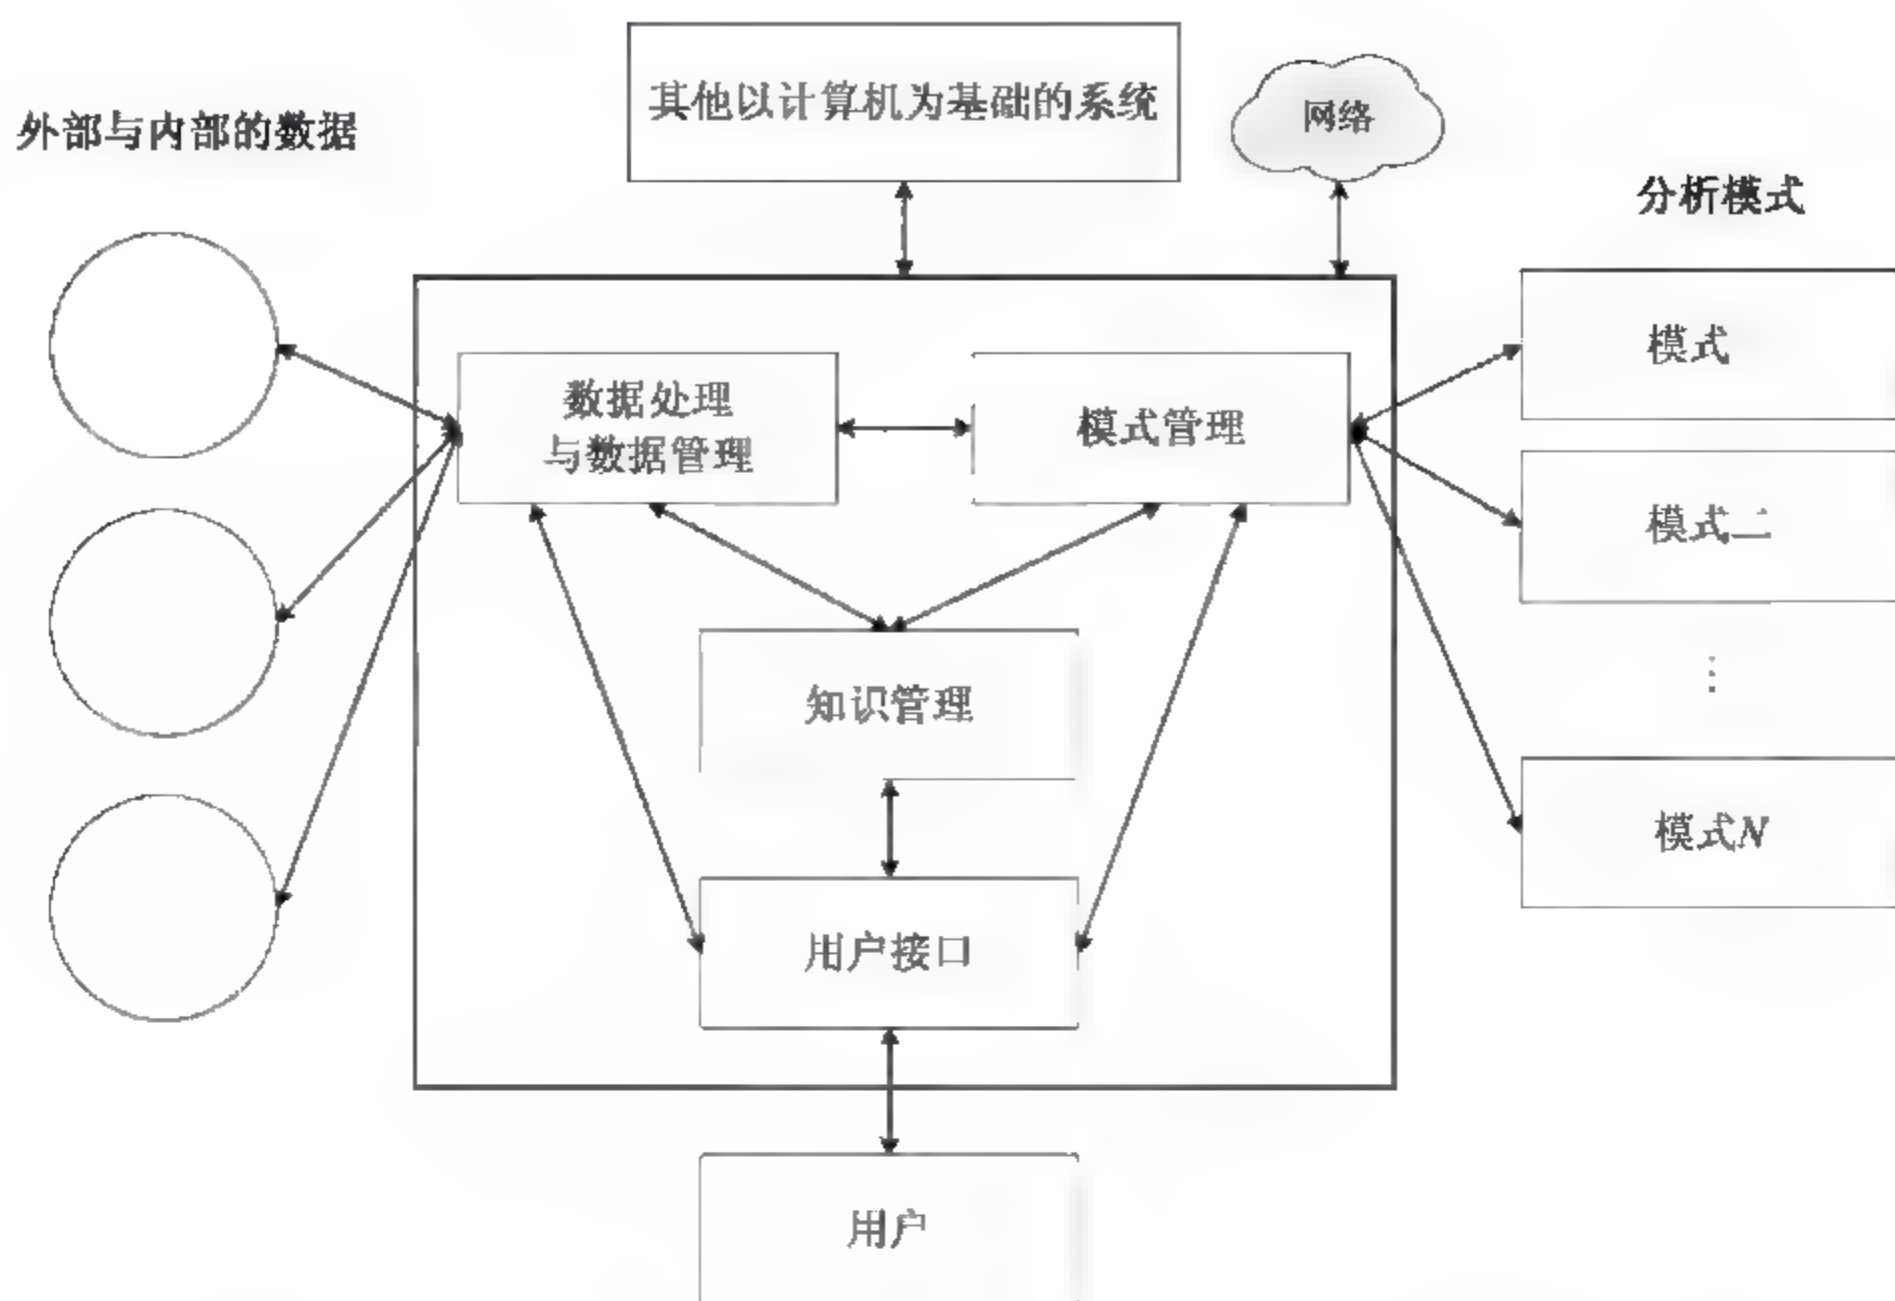 其他以计算机为基础的系统
网络
外部与内部的数据
分析模式
数据处理
与数据管理
模式管理
模式
模式二
⋮
知识管理
模式N
用户接口
用户